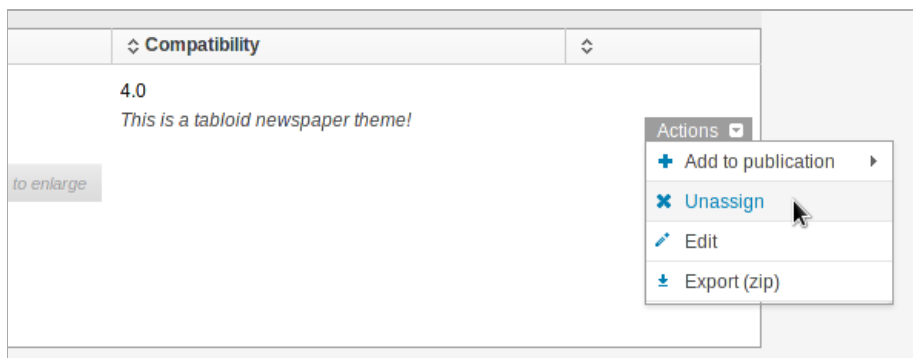 Compatibility
4.0
This is a tabloid newspaper theme!
Actions
Add to publication
to enlarge
Unassign
Edit
Export (zip)